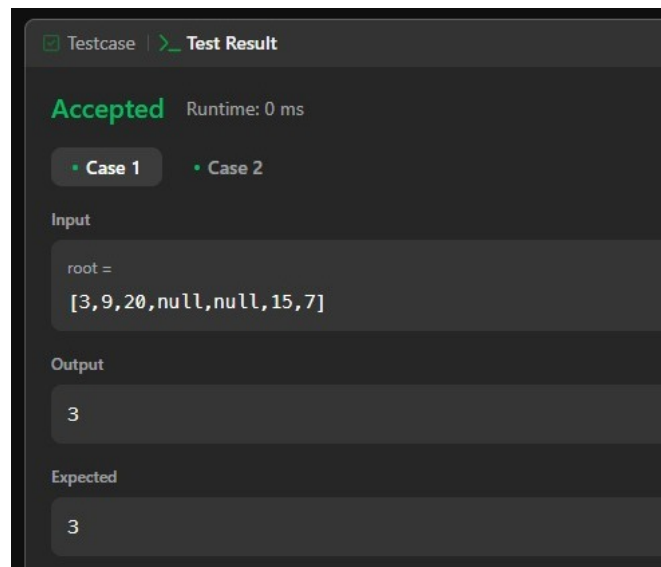 Testcase | >_ Test Result
Accepted Runtime: 0 ms
• Case 1 • Case 2
Input
root =
[3,9,20,null,null,15,7]
Output
3
Expected
3